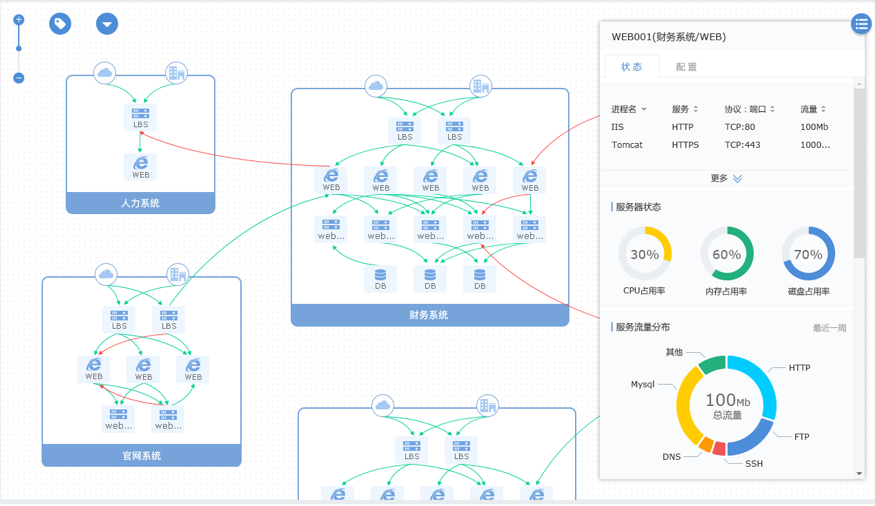 LBS
WEB
人力系统
LBS
LBS
WEB
WEB
WEB
WEB
WEB
web...
web...
web...
web...
web...
DB
DB
DB
财务系统
LBS
LBS
WEB
WEB
WEB
web...
web...
官网系统
LBS
LBS
WEB001(财务系统/WEB)
状 态 配 置
进程名 服务 协议：端口 流量
IIS HTTP TCP:80 100Mb
Tomcat HTTPS TCP:443 1000...
更多
服务器状态
30% 60% 70%
CPU占用率 内存占用率 磁盘占用率
服务流量分布 最近一周
其他
HTTP
Mysql
100Mb
总流量
FTP
DNS
SSH